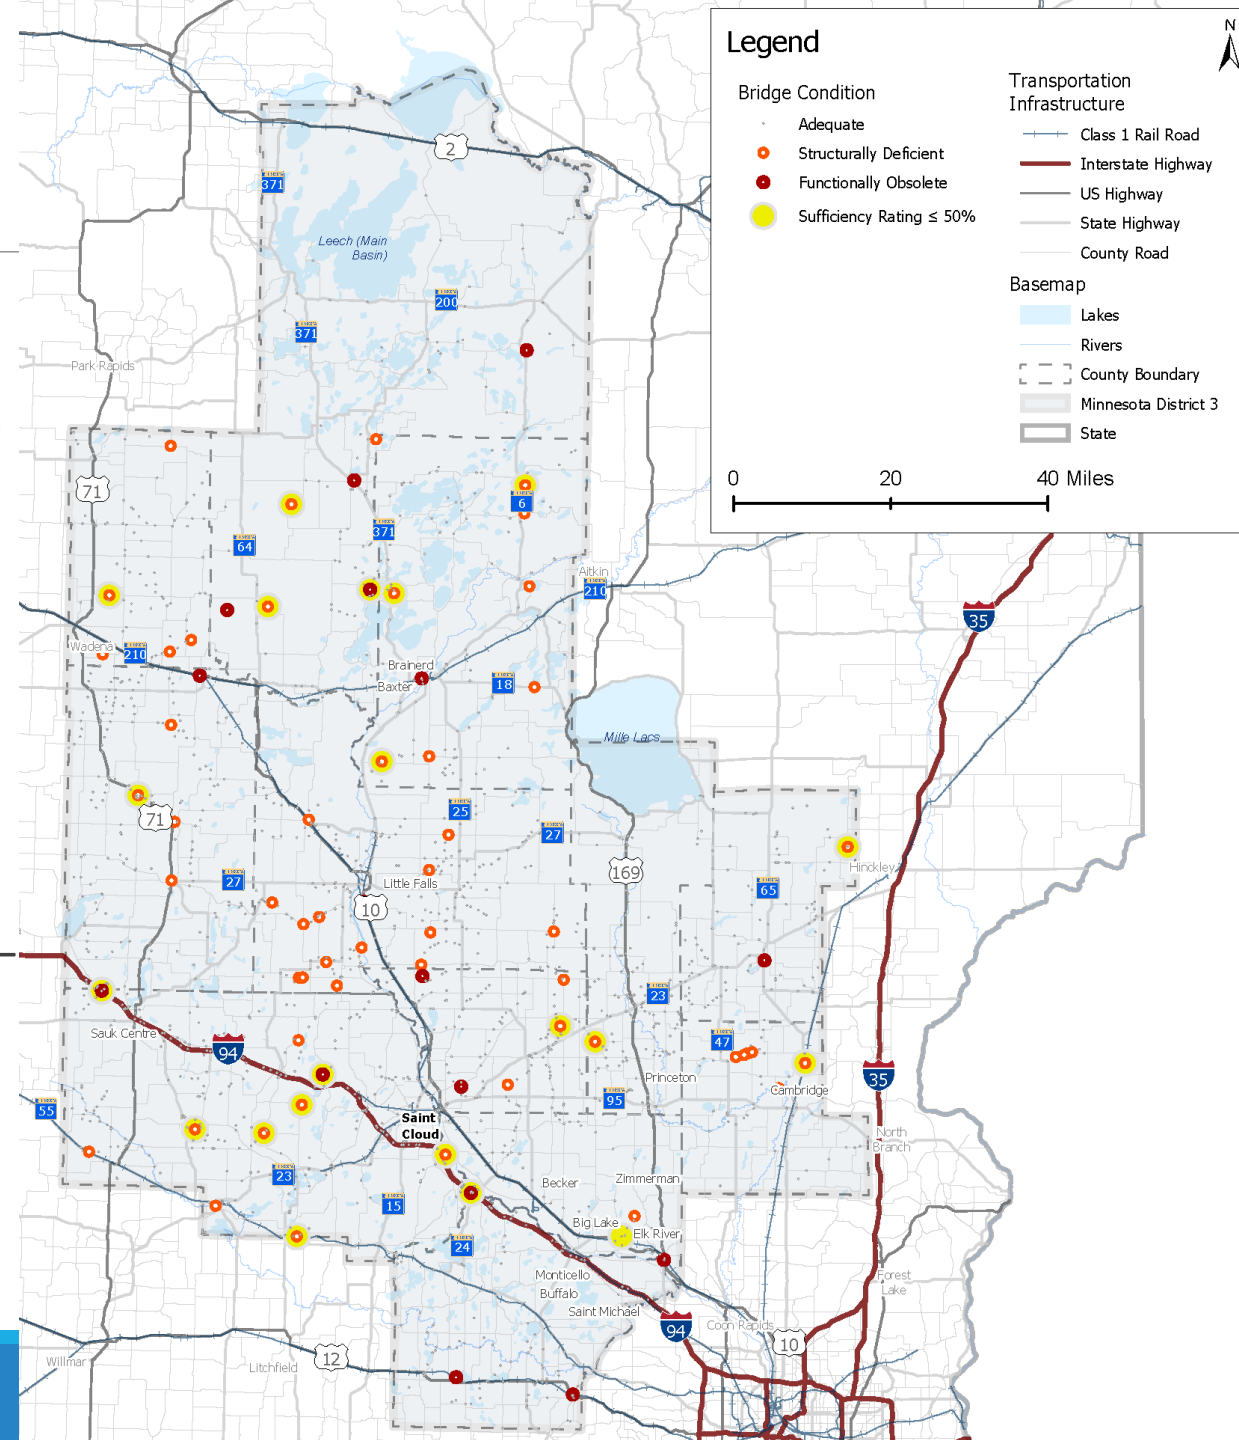 Legend
N
Bridge Condition
Adequate
Structurally Deficient
Functionally Obsolete
Sufficiency Rating ≤ 50%
Transportation
Infrastructure
Class 1 Rail Road
Interstate Highway
US Highway
State Highway
County Road
Basemap
Lakes
Rivers
County Boundary
Minnesota District 3
State
0 20 40 Miles
2
371
Leech (Main
Basin)
200
371
Park Rapids
71
6
371
64
Aitkin
210
35
Wadena
210
Brainerd
Baxter
18
Mille Lacs
71
25
27
169
Hinckley
27
Little Falls
65
10
23
Sauk Centre
94
47
Princeton
35
Cambridge
95
55
Saint
Cloud
North
Branch
23
Becker
Zimmerman
15
Big Lake
Elk River
24
Monticello
Buffalo
Saint Michael
Forest
Lake
94
Coon Rapids
10
Willmar
Litchfield
12